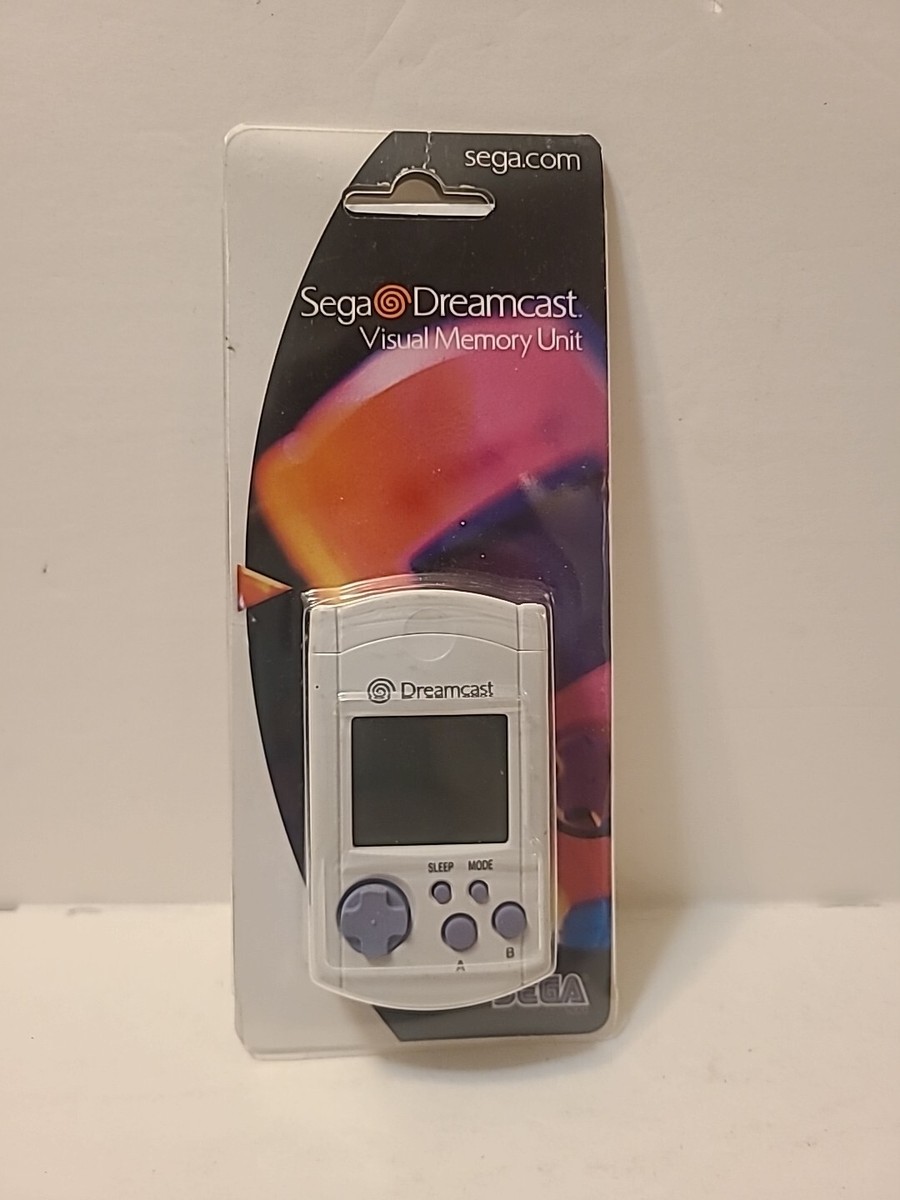 sega.com
Sega Dreamcast.
Visual Memory Unit
Dreamcast
SLEEP MODE
A B
SEGA